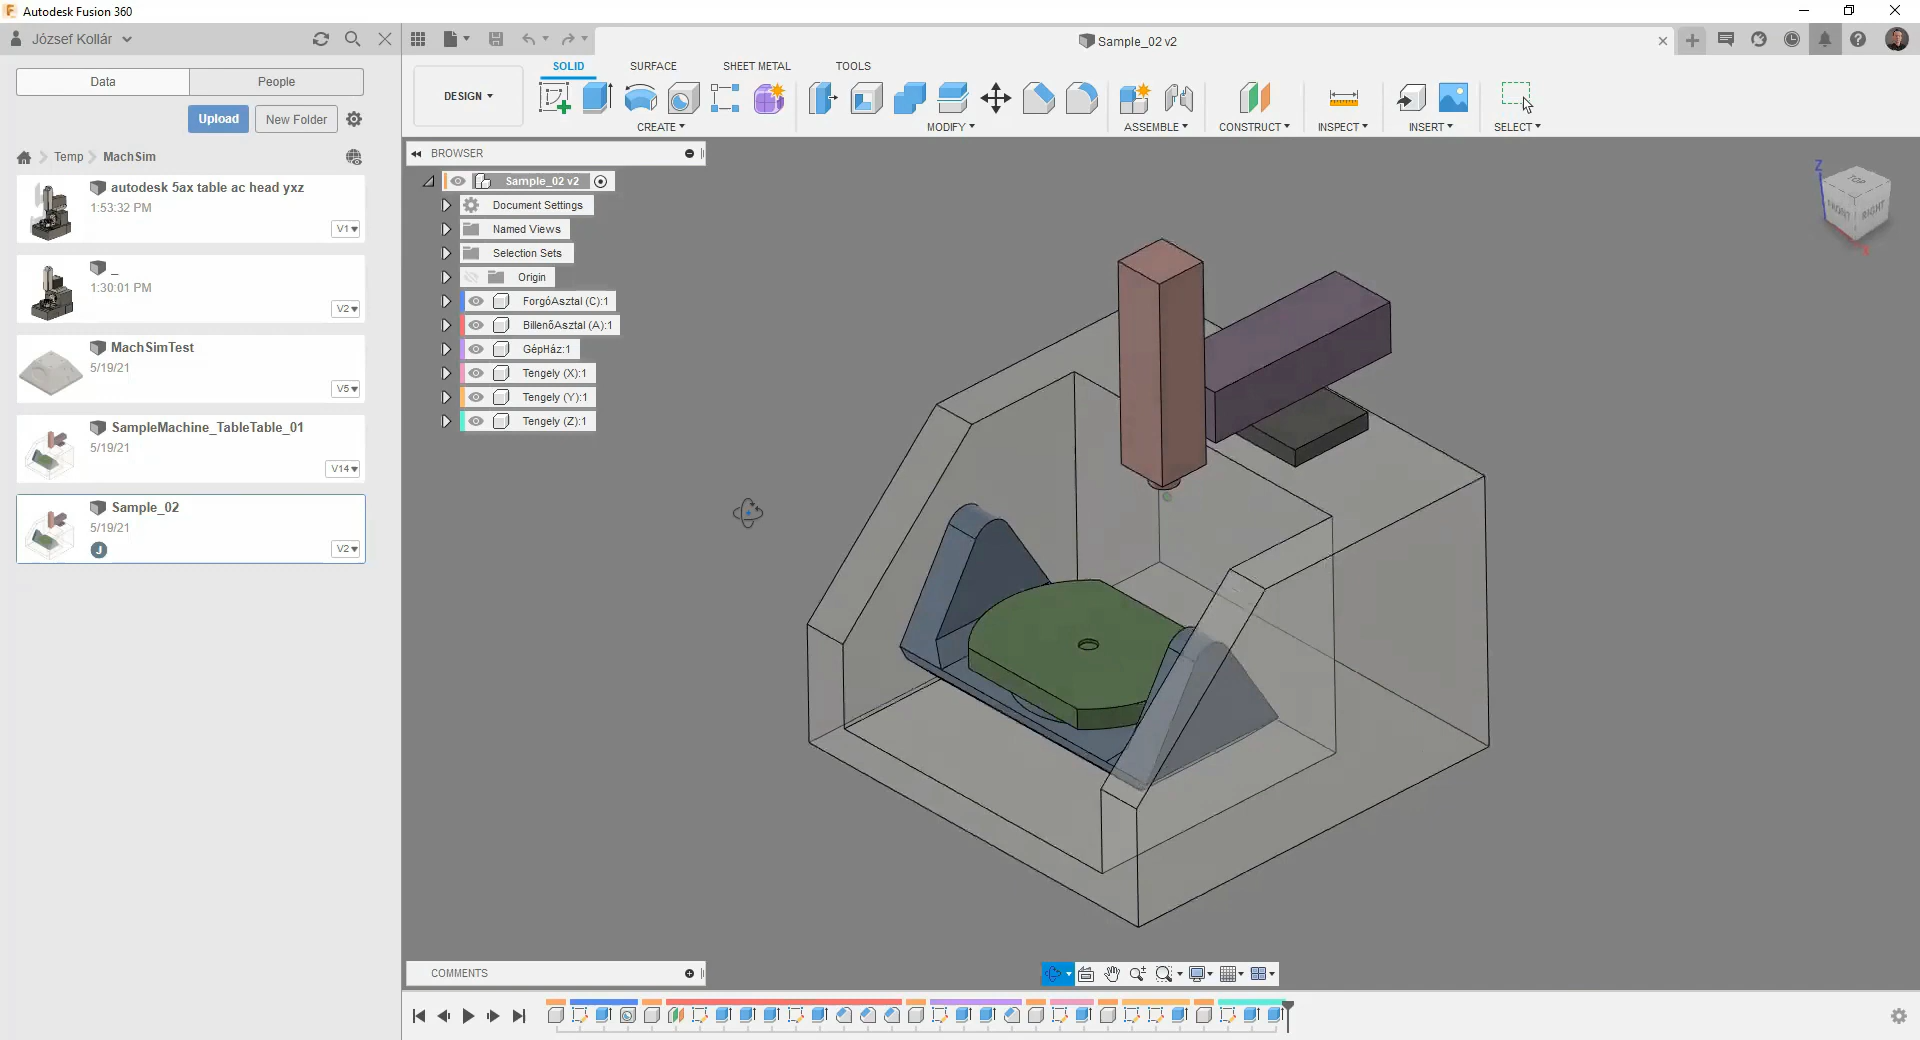 Autodesk Fusion 360
József Kollár
Sample_02 v2
Data
People
Upload
New Folder
Temp
MachSim
autodesk 5ax table ac head yxz
1:53:32 PM
V1
_
1:30:01 PM
V2
MachSimTest
5/19/21
V5
SampleMachine_TableTable_01
5/19/21
V14
Sample_02
5/19/21
J
V2
SOLID
SURFACE
SHEET METAL
TOOLS
DESIGN
CREATE
MODIFY
ASSEMBLE
CONSTRUCT
INSPECT
INSERT
SELECT
BROWSER
Sample_02 v2
Document Settings
Named Views
Selection Sets
Origin
ForgóAsztal (C):1
BillenőAsztal (A):1
GépHáz:1
Tengely (X):1
Tengely (Y):1
Tengely (Z):1
Z
TOP
FRONT
RIGHT
X
COMMENTS